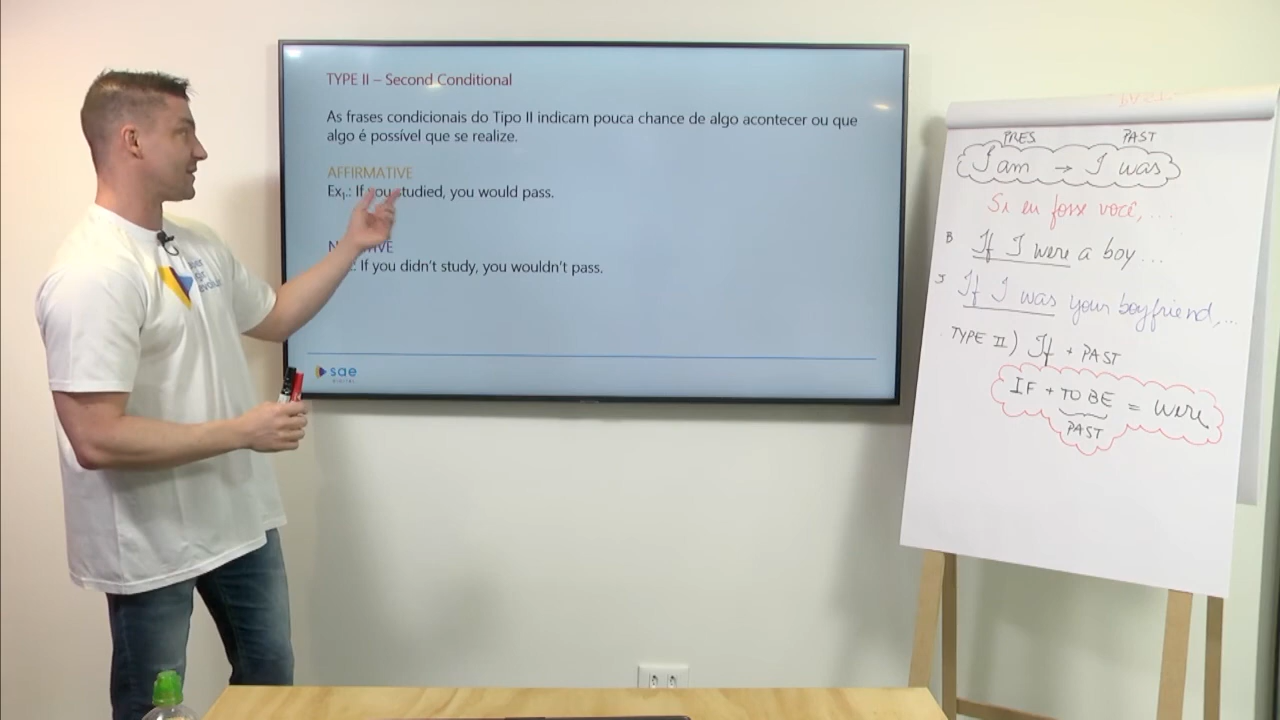 TYPE II – Second Conditional
As frases condicionais do Tipo II indicam pouca chance de algo acontecer ou que
algo é possível que se realize.
AFFIRMATIVE
Ex1.: If you studied, you would pass.
If you didn't study, you wouldn't pass.
sae
DIGITAL
PRES. PAST
I am → I was
Si eu fosse você, ...
B If I were a boy ...
J If I was your boyfriend, ...
TYPE II) If + PAST
IF + TO BE = were
PAST